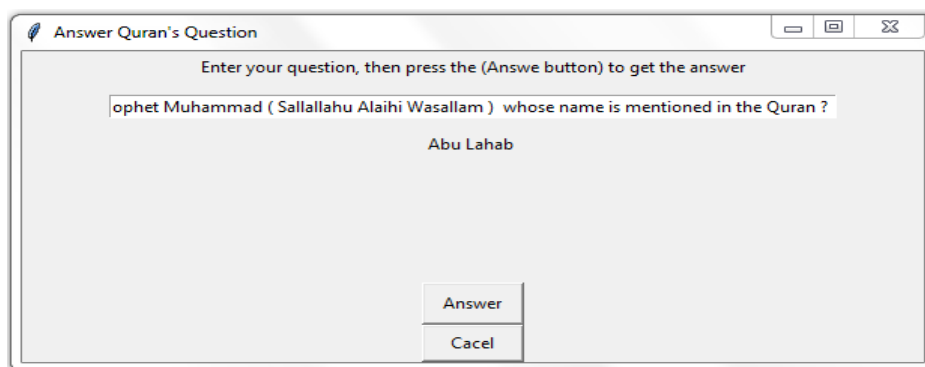 Answer Quran's Question
Enter your question, then press the (Answe button) to get the answer
ophet Muhammad ( Sallallahu Alaihi Wasallam )  whose name is mentioned in the Quran ?
Abu Lahab
Answer
Cacel